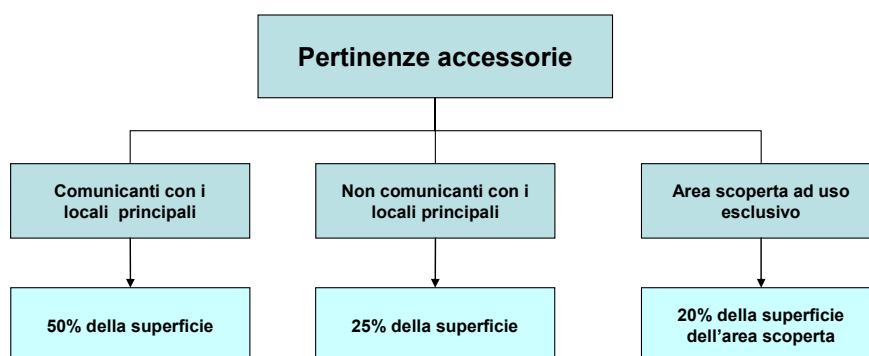 Pertinenze accessorie
Comunicanti con i
locali principali
Non comunicanti con i
locali principali
Area scoperta ad uso
esclusivo
50% della superficie
25% della superficie
20% della superficie
dell'area scoperta